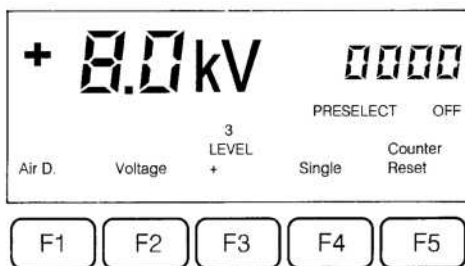 + 8.0 kV 0000
PRESELECT OFF
3
LEVEL Counter
Air D. Voltage + Single Reset
F1 F2 F3 F4 F5